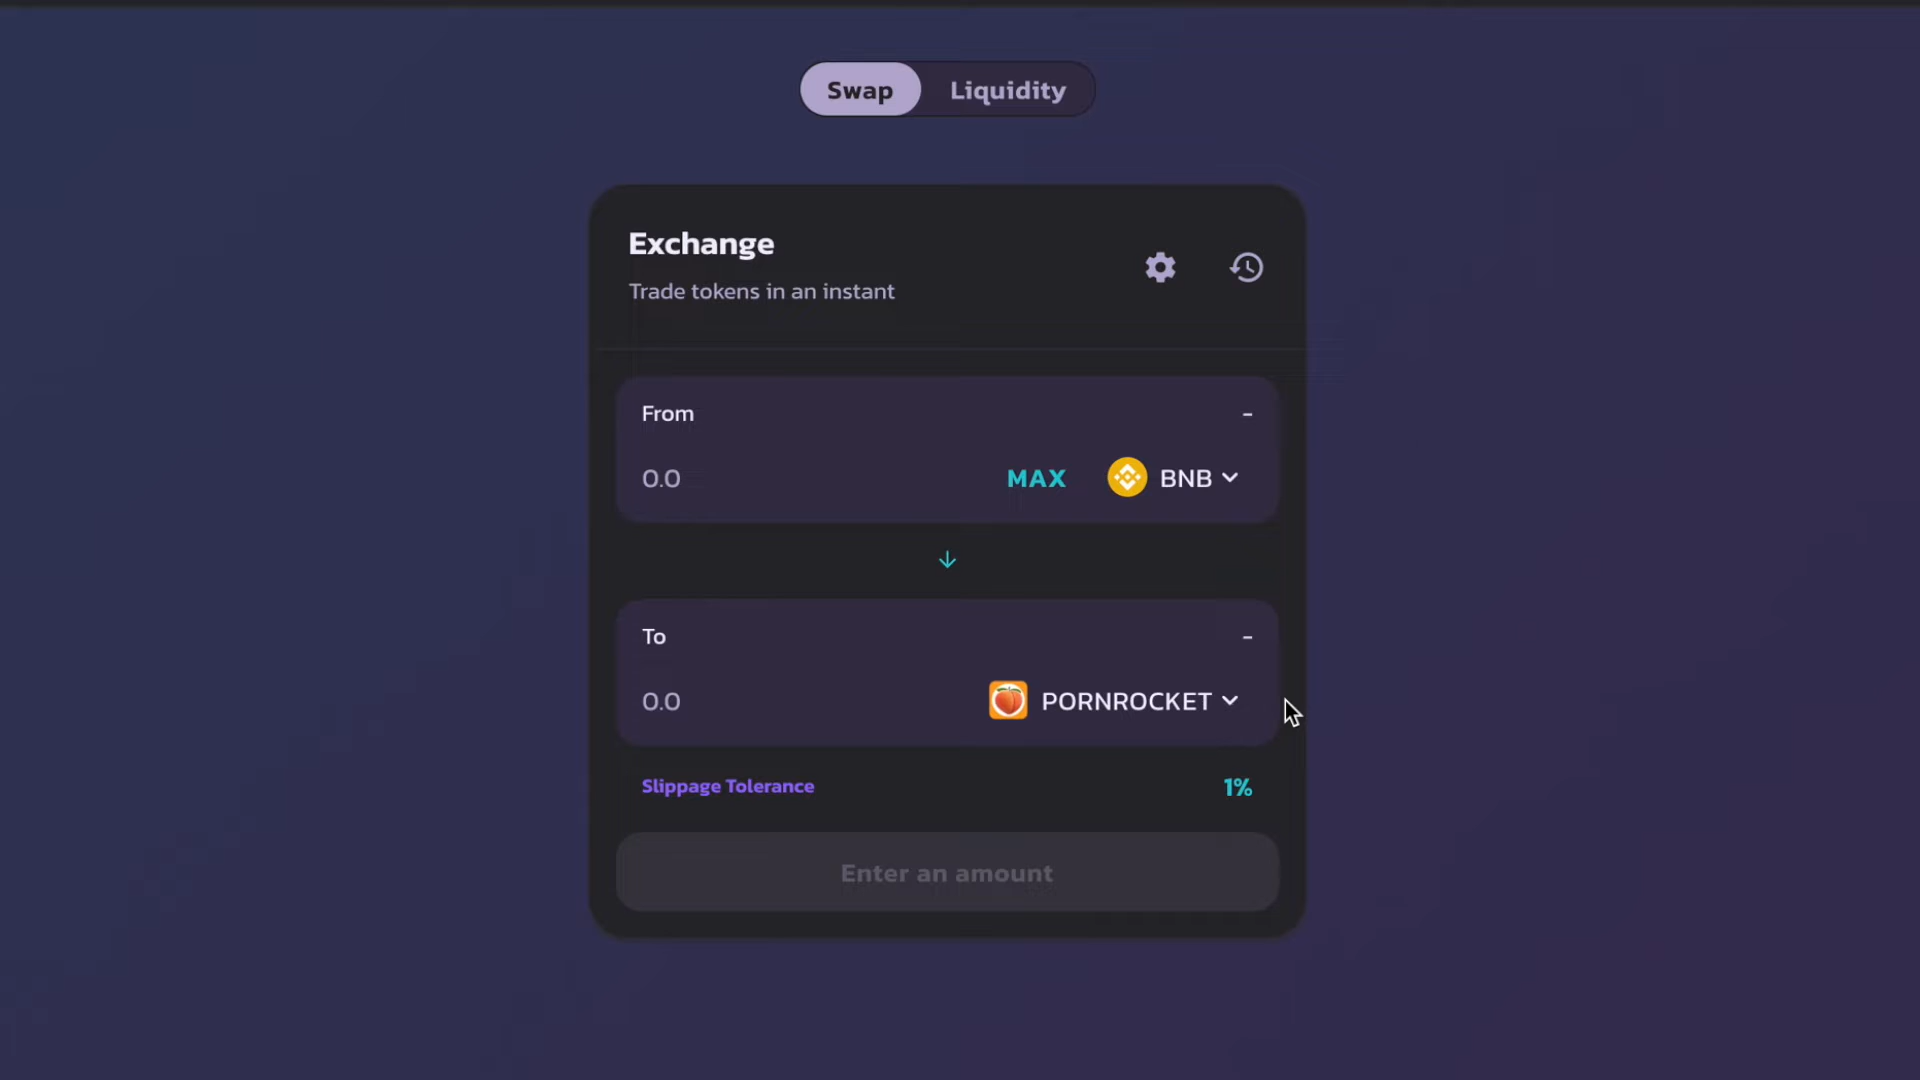 Swap Liquidity
Exchange
Trade tokens in an instant
From -
0.0 MAX BNB
To -
0.0 PORNROCKET
Slippage Tolerance 1%
Enter an amount